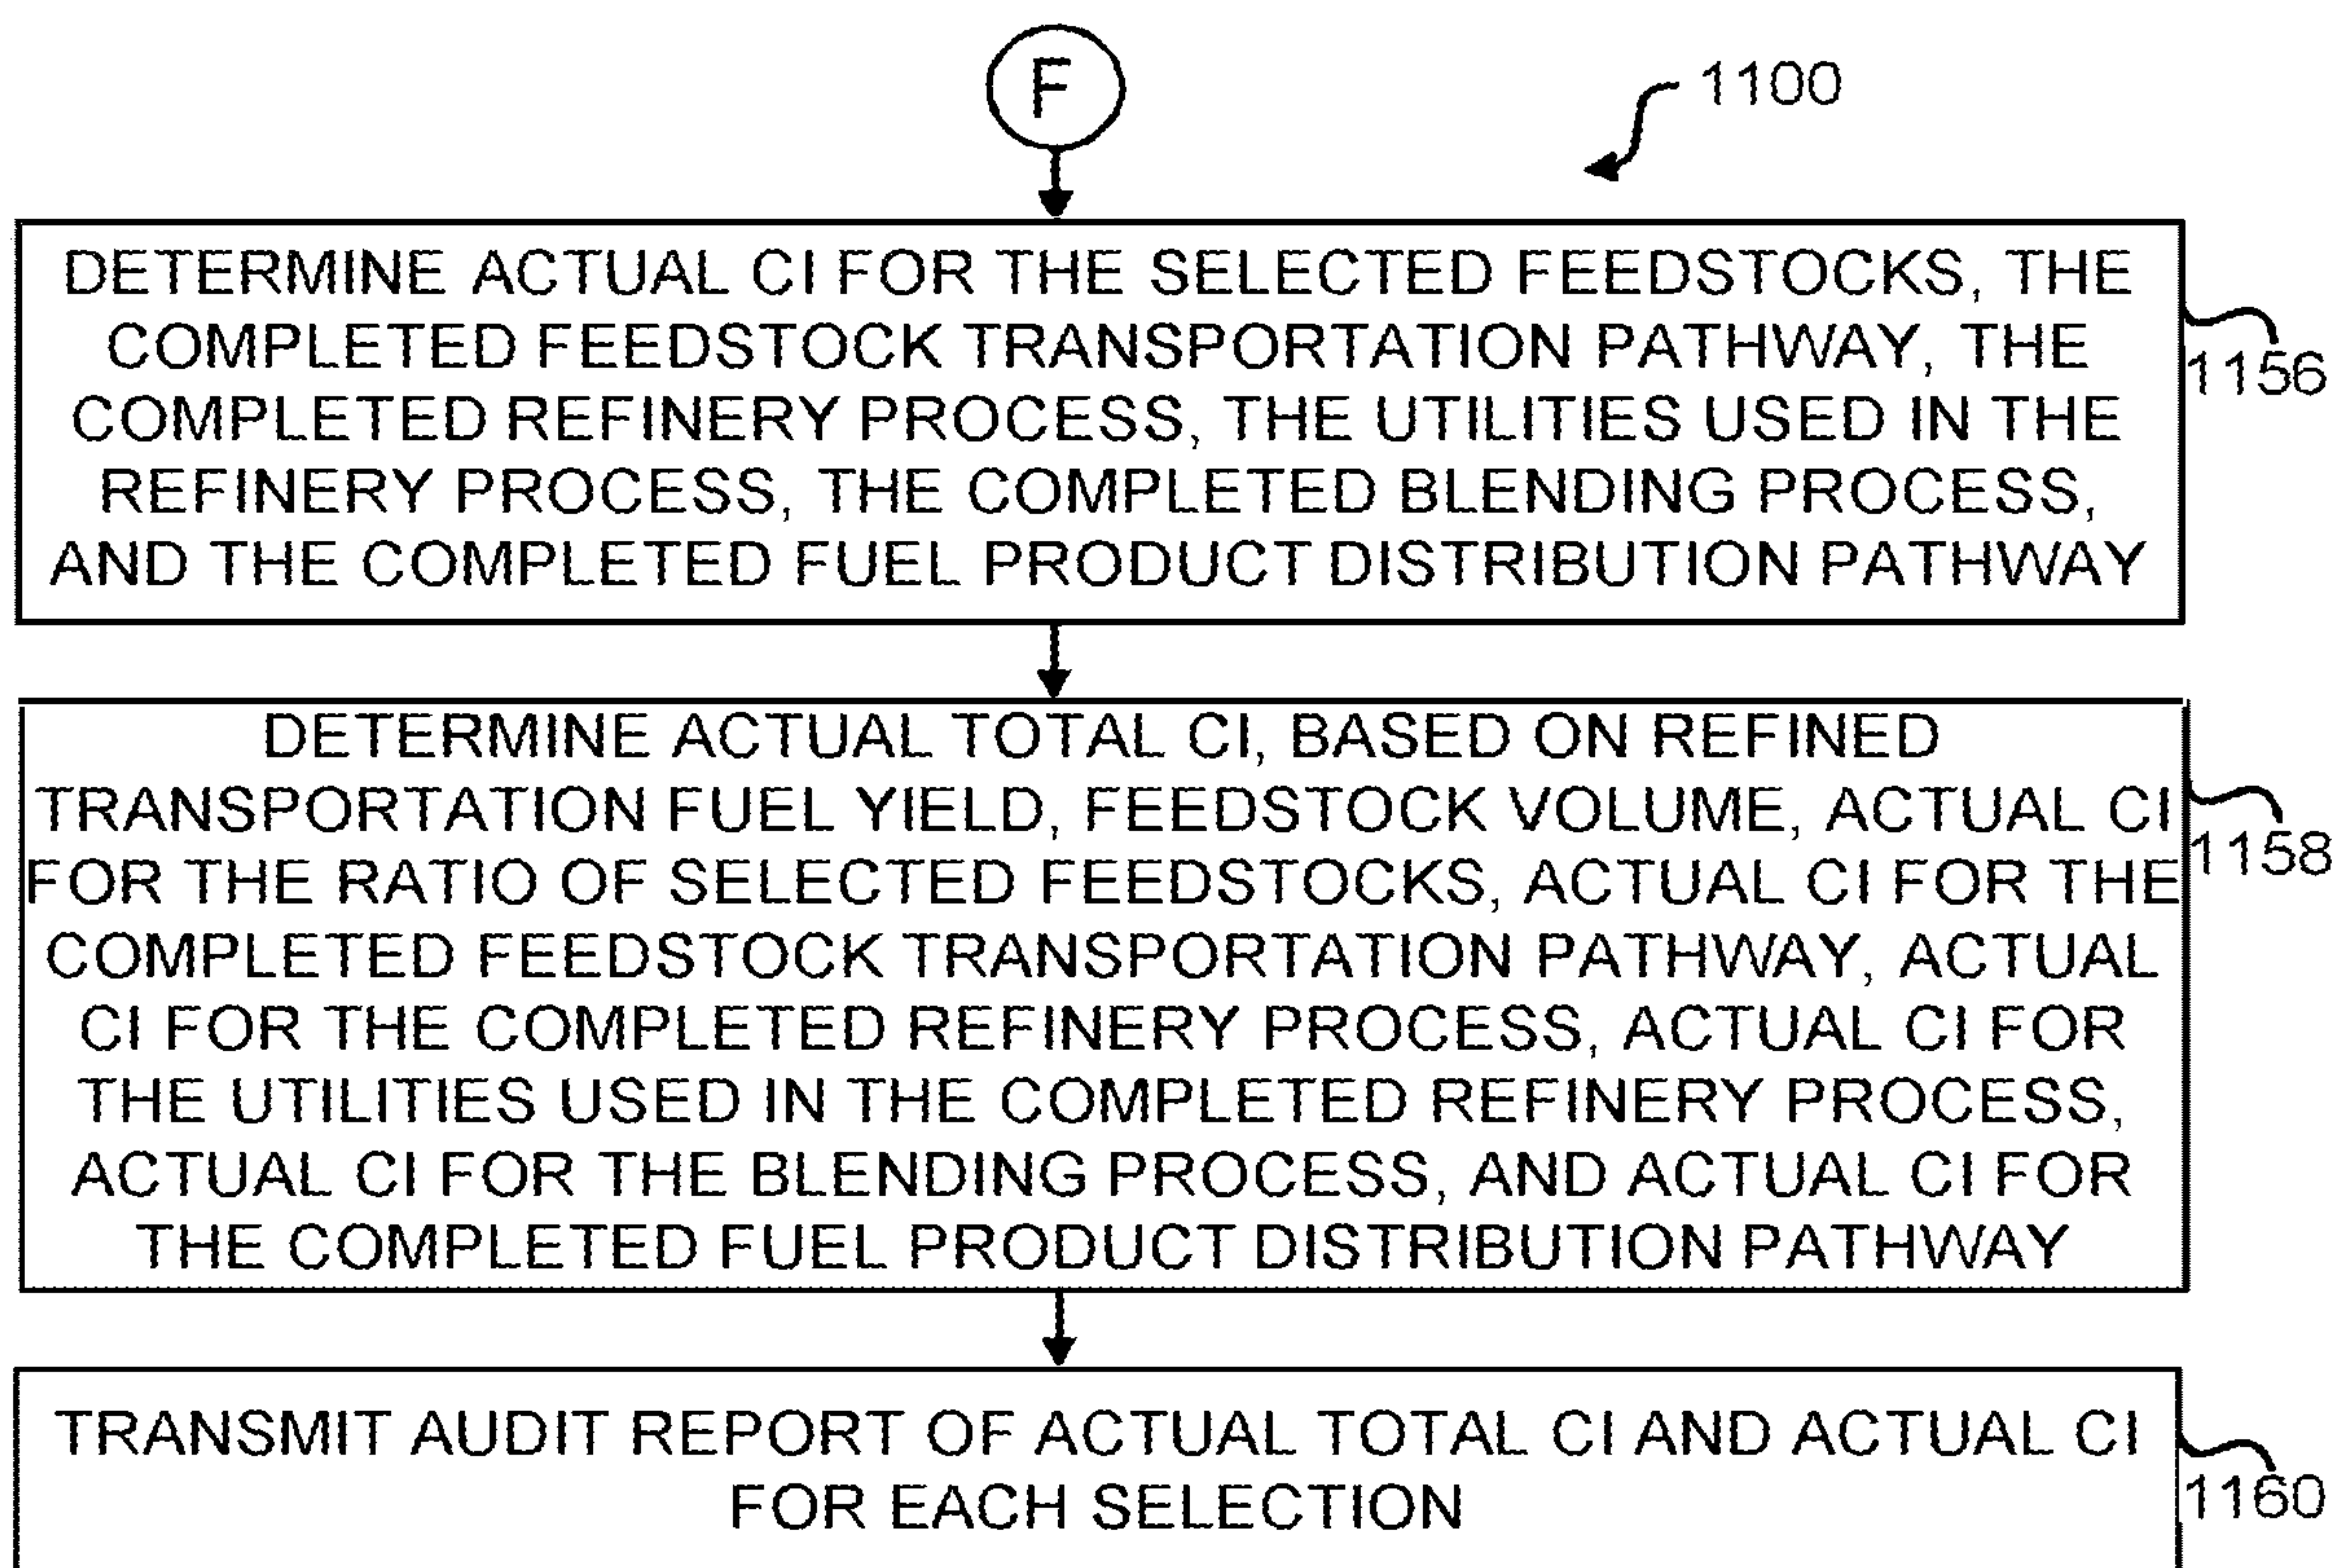 F
1100
DETERMINE ACTUAL CI FOR THE SELECTED FEEDSTOCKS, THE
COMPLETED FEEDSTOCK TRANSPORTATION PATHWAY, THE
COMPLETED REFINERY PROCESS, THE UTILITIES USED IN THE
REFINERY PROCESS, THE COMPLETED BLENDING PROCESS,
AND THE COMPLETED FUEL PRODUCT DISTRIBUTION PATHWAY
1156
DETERMINE ACTUAL TOTAL CI, BASED ON REFINED
TRANSPORTATION FUEL YIELD, FEEDSTOCK VOLUME, ACTUAL CI
FOR THE RATIO OF SELECTED FEEDSTOCKS, ACTUAL CI FOR THE
COMPLETED FEEDSTOCK TRANSPORTATION PATHWAY, ACTUAL
CI FOR THE COMPLETED REFINERY PROCESS, ACTUAL CI FOR
THE UTILITIES USED IN THE COMPLETED REFINERY PROCESS,
ACTUAL CI FOR THE BLENDING PROCESS, AND ACTUAL CI FOR
THE COMPLETED FUEL PRODUCT DISTRIBUTION PATHWAY
1158
TRANSMIT AUDIT REPORT OF ACTUAL TOTAL CI AND ACTUAL CI
FOR EACH SELECTION
1160